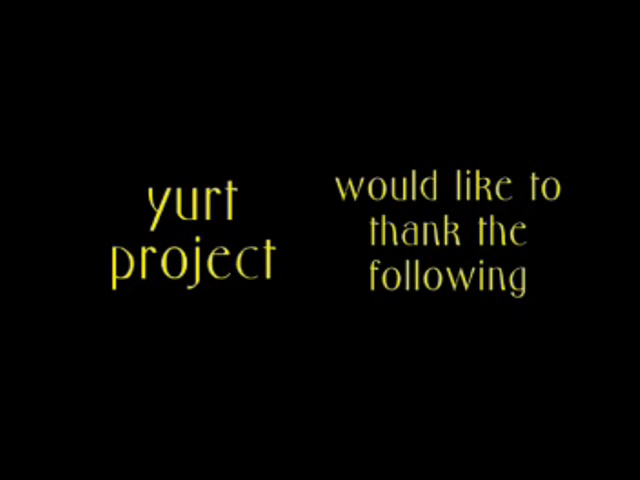 yurt
project
would like to
thank the
following